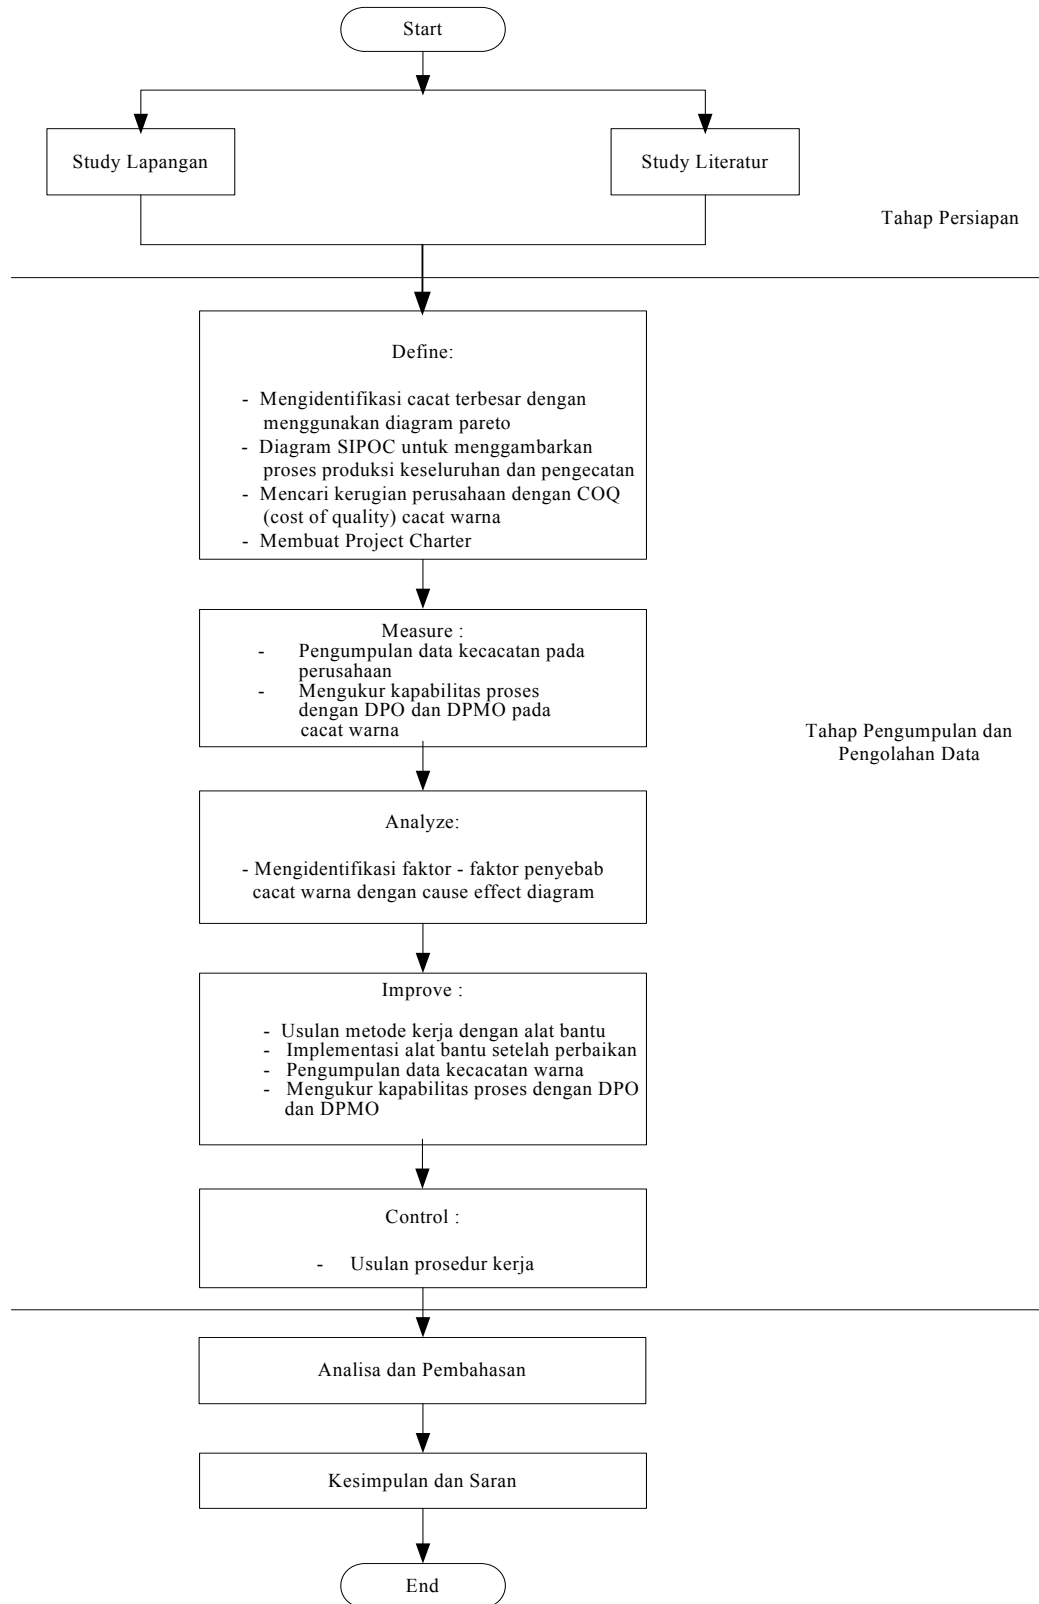 Start
Study Lapangan
Study Literatur
Tahap Persiapan
Define:
- Mengidentifikasi cacat terbesar dengan
menggunakan diagram pareto
- Diagram SIPOC untuk menggambarkan
proses produksi keseluruhan dan pengecatan
- Mencari kerugian perusahaan dengan COQ
(cost of quality) cacat warna
- Membuat Project Charter
Measure :
- Pengumpulan data kecacatan pada
perusahaan
- Mengukur kapabilitas proses
dengan DPO dan DPMO pada
cacat warna
Tahap Pengumpulan dan
Pengolahan Data
Analyze:
- Mengidentifikasi faktor - faktor penyebab
cacat warna dengan cause effect diagram
Improve :
- Usulan metode kerja dengan alat bantu
- Implementasi alat bantu setelah perbaikan
- Pengumpulan data kecacatan warna
- Mengukur kapabilitas proses dengan DPO
dan DPMO
Control :
- Usulan prosedur kerja
Analisa dan Pembahasan
Kesimpulan dan Saran
End